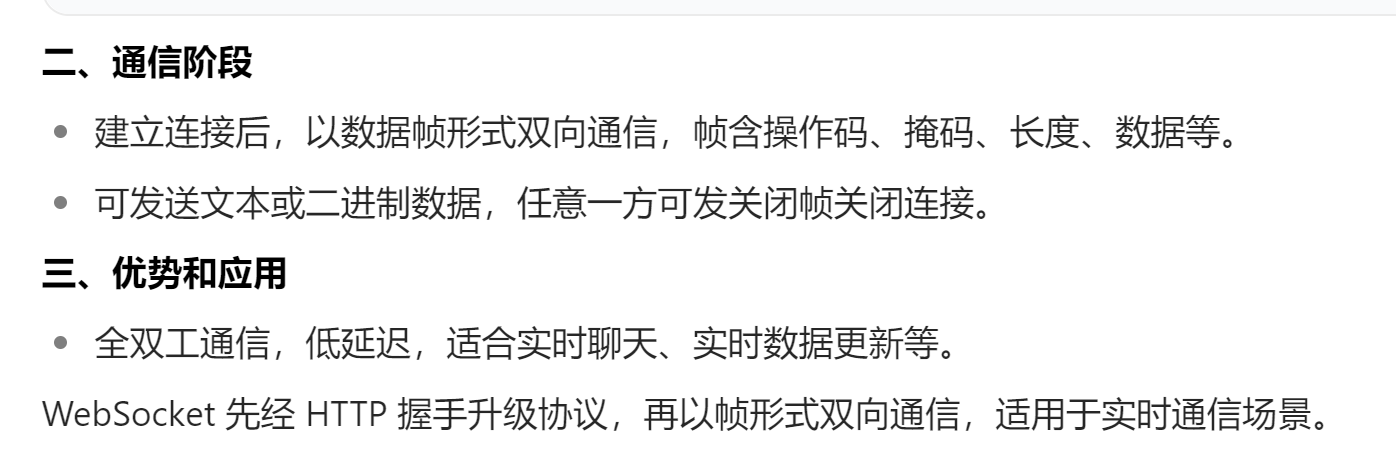 二、通信阶段
建立连接后，以数据帧形式双向通信，帧含操作码、掩码、长度、数据等。
可发送文本或二进制数据，任意一方可发关闭帧关闭连接。
三、优势和应用
全双工通信，低延迟，适合实时聊天、实时数据更新等。
WebSocket 先经 HTTP 握手升级协议，再以帧形式双向通信，适用于实时通信场景。